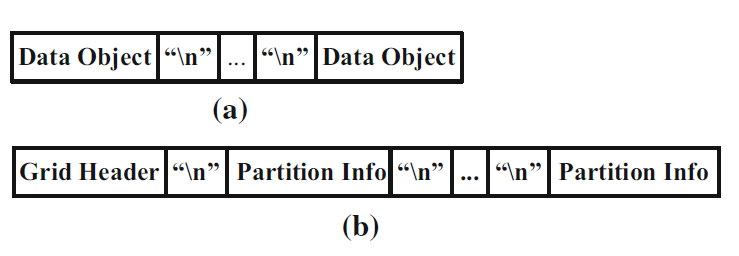 Data Object “\n” ... “\n” Data Object
(a)
Grid Header “\n” Partition Info “\n” ... “\n” Partition Info
(b)